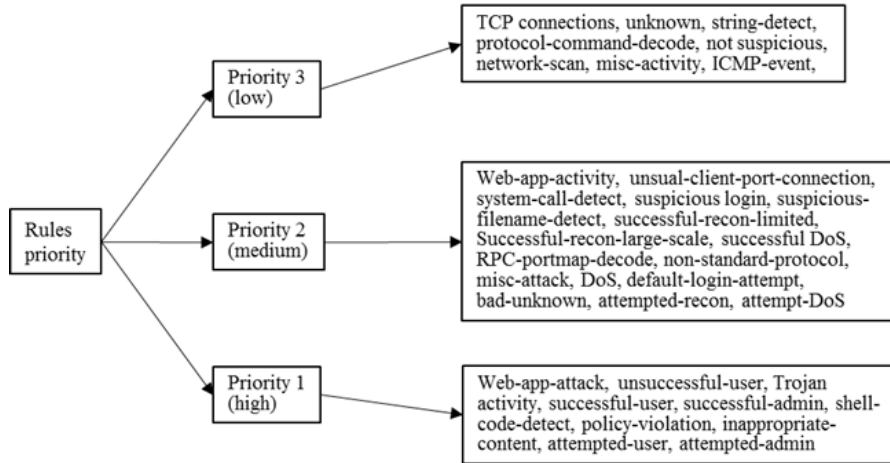 TCP connections, unknown, string-detect,
protocol-command-decode, not suspicious,
network-scan, misc-activity, ICMP-event,
Priority 3
(low)
Web-app-activity, unsual-client-port-connection,
system-call-detect, suspicious login, suspicious-
filename-detect, successful-recon-limited,
Successful-recon-large-scale, successful DoS,
RPC-portmap-decode, non-standard-protocol,
misc-attack, DoS, default-login-attempt,
bad-unknown, attempted-recon, attempt-DoS
Rules
priority
Priority 2
(medium)
Priority 1
(high)
Web-app-attack, unsuccessful-user, Trojan
activity, successful-user, successful-admin, shell-
code-detect, policy-violation, inappropriate-
content, attempted-user, attempted-admin